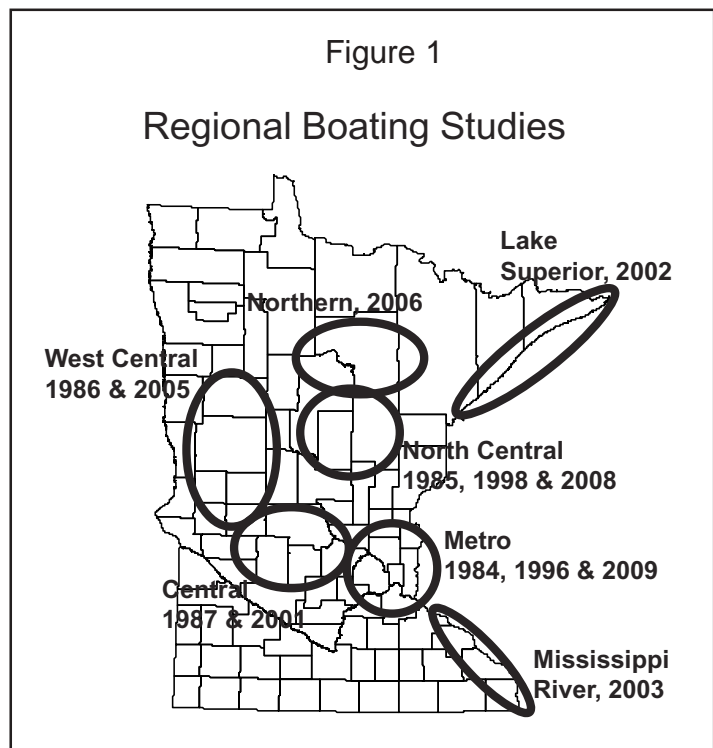 Figure 1
Regional Boating Studies
Lake
Superior, 2002
Northern, 2006
West Central
1986 & 2005
North Central
1985, 1998 & 2008
Metro
1984, 1996 & 2009
Central
1987 & 2001
Mississippi
River, 2003